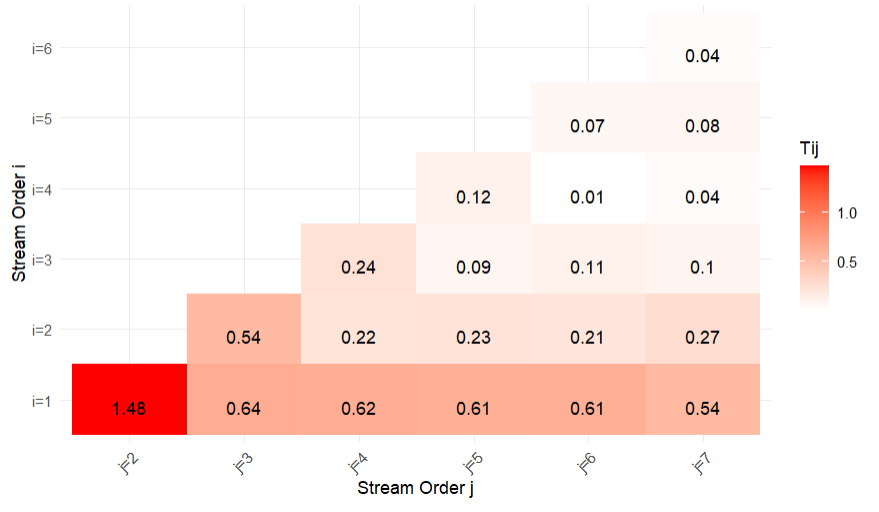 i=6 0.04
i=5 0.07 0.08
i=4 0.12 0.01 0.04
i=3 0.24 0.09 0.11 0.1
i=2 0.54 0.22 0.23 0.21 0.27
i=1 1.48 0.64 0.62 0.61 0.61 0.54
j=2 j=3 j=4 j=5 j=6 j=7
Stream Order j
Stream Order i
Tij
1.0
0.5